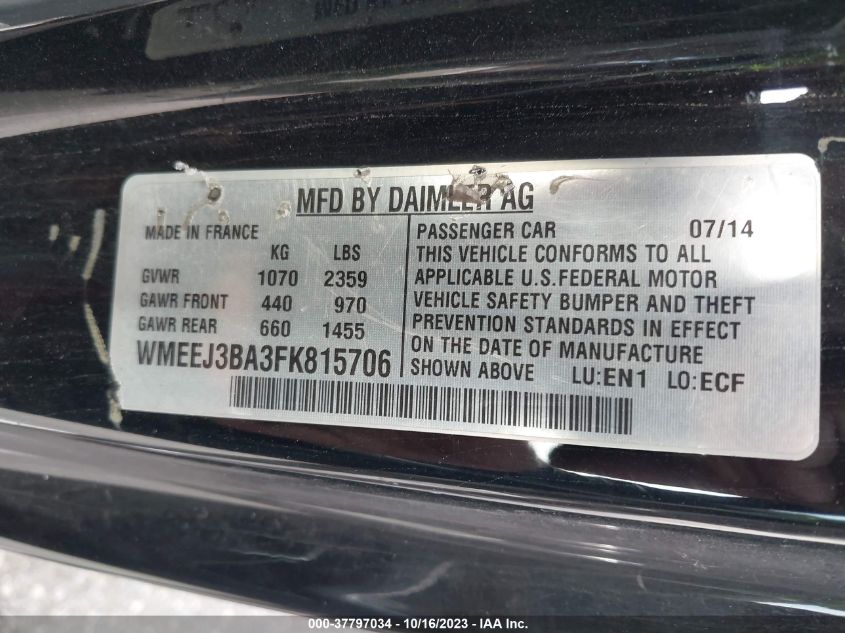 MFD BY DAIMLER AG
MADE IN FRANCE
KG LBS
GVWR 1070 2359
GAWR FRONT 440 970
GAWR REAR 660 1455
WMEEJ3BA3FK815706
PASSENGER CAR 07/14
THIS VEHICLE CONFORMS TO ALL
APPLICABLE U.S.FEDERAL MOTOR
VEHICLE SAFETY BUMPER AND THEFT
PREVENTION STANDARDS IN EFFECT
ON THE DATE OF MANUFACTURE
SHOWN ABOVE LU:EN1 LO:ECF
000-37797034 / 10/16/2023 - IAA Inc.